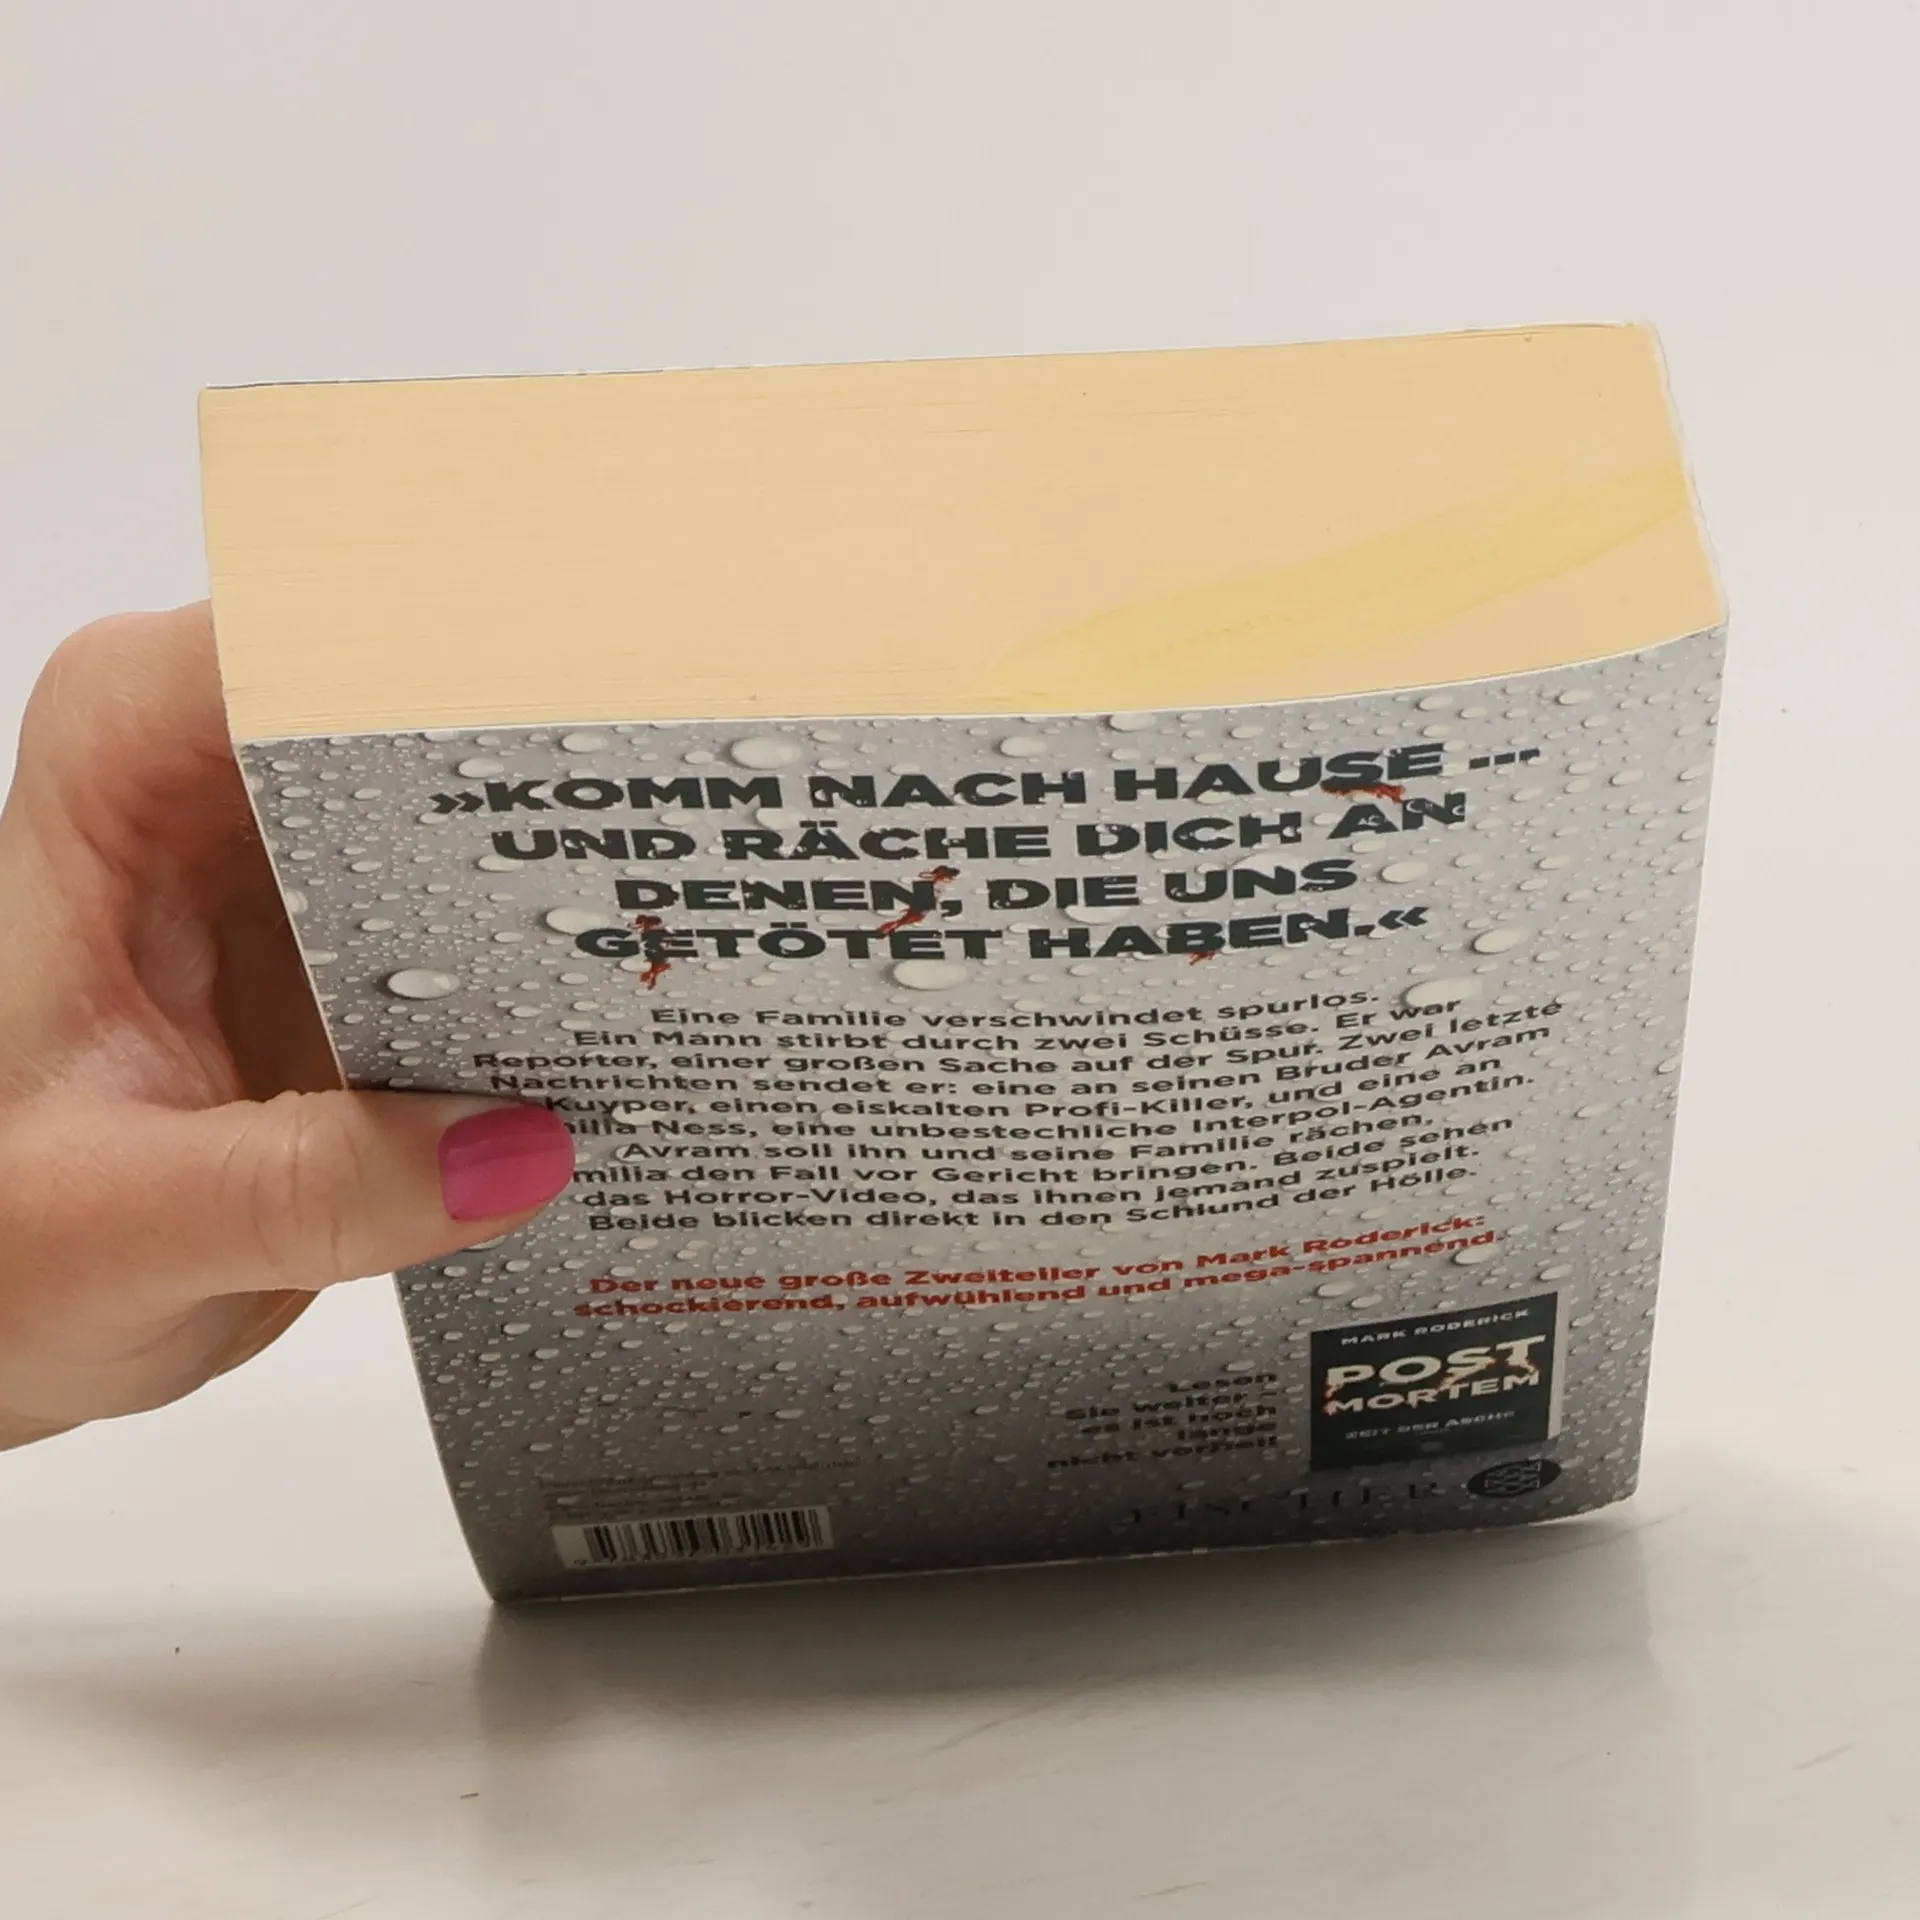 »KOMM NACH HAUSE ...
UND RÄCHE DICH AN
DENEN, DIE UNS
GETÖTET HABEN.«
Eine Familie verschwindet spurlos.
Ein Mann stirbt durch zwei Schüsse. Er war
Reporter, einer großen Sache auf der Spur. Zwei letzte
Nachrichten sendet er: eine an seinen Bruder Avram
Kuyper, einen eiskalten Profi-Killer, und eine an
Ness, eine unbestechliche Interpol-Agentin.
Avram soll ihn und seine Familie rächen,
den Fall vor Gericht bringen. Beide sehen
das Horror-Video, das ihnen jemand zuspielt.
Beide blicken direkt in den Schlund der Hölle.
Der neue große Zweiteiler von Mark Roderick:
schockierend, aufwühlend und mega-spannend.
Lesen
Sie weiter –
es ist noch
lange
nicht vorbei!
MARK RODERICK
POST
MORTEM
ZEIT DER ASCHE
FISCHER